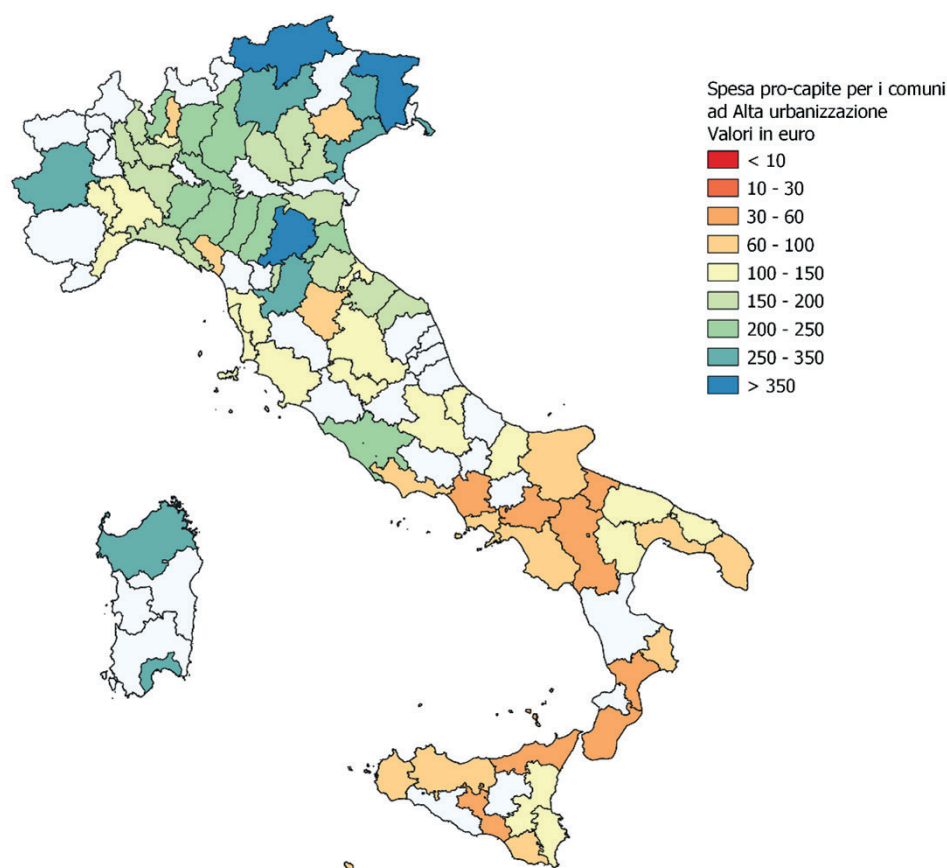 Spesa pro-capite per i comuni
ad Alta urbanizzazione
Valori in euro
< 10
10 - 30
30 - 60
60 - 100
100 - 150
150 - 200
200 - 250
250 - 350
> 350